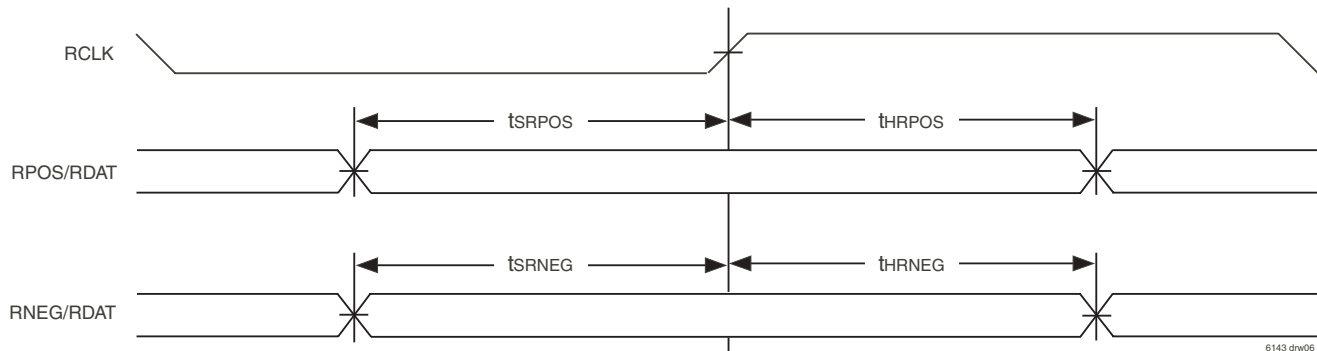 RCLK
tSRPOS tHRPOS
RPOS/RDAT
tSRNEG tHRNEG
RNEG/RDAT
6143 drw06